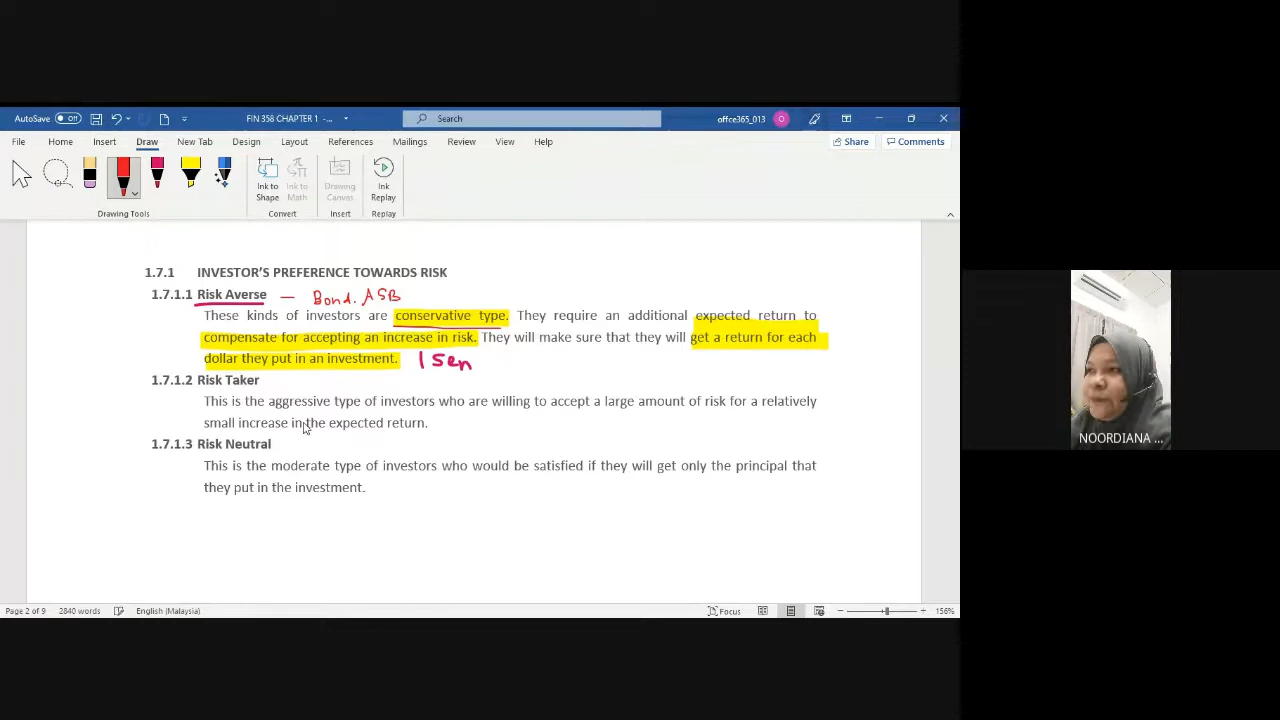 AutoSave Off FIN 358 CHAPTER 1 -... Search offce365_013 O
File Home Insert Draw New Tab Design Layout References Mailings Review View Help Share Comments
Ink to Shape Ink to Math Drawing Canvas Ink Replay
Drawing Tools Convert Insert Replay
1.7.1 INVESTOR'S PREFERENCE TOWARDS RISK
1.7.1.1 Risk Averse — Bond. ASB
These kinds of investors are conservative type. They require an additional expected return to
compensate for accepting an increase in risk. They will make sure that they will get a return for each
dollar they put in an investment. 1 Sen
1.7.1.2 Risk Taker
This is the aggressive type of investors who are willing to accept a large amount of risk for a relatively
small increase in the expected return.
1.7.1.3 Risk Neutral
This is the moderate type of investors who would be satisfied if they will get only the principal that
they put in the investment.
NOORDIANA ...
Page 2 of 9 2840 words English (Malaysia) Focus 156%